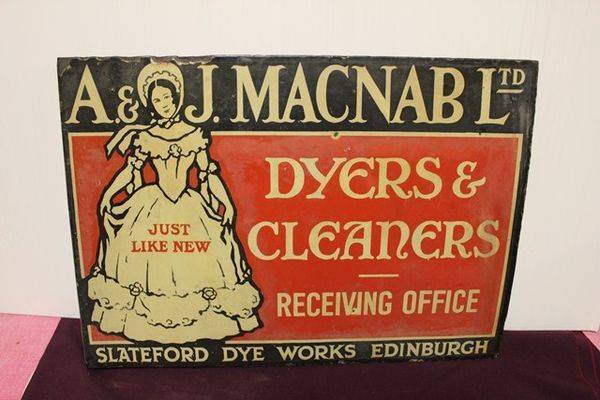 A. & J. MACNAB LTD
DYERS &
CLEANERS
JUST
LIKE NEW
RECEIVING OFFICE
SLATEFORD DYE WORKS EDINBURGH